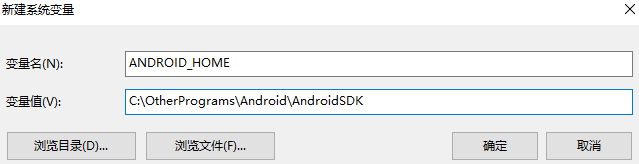 新建系统变量
变量名(N):
ANDROID_HOME
变量值(V):
C:\OtherPrograms\Android\AndroidSDK
浏览目录(D)...
浏览文件(F)...
确定
取消